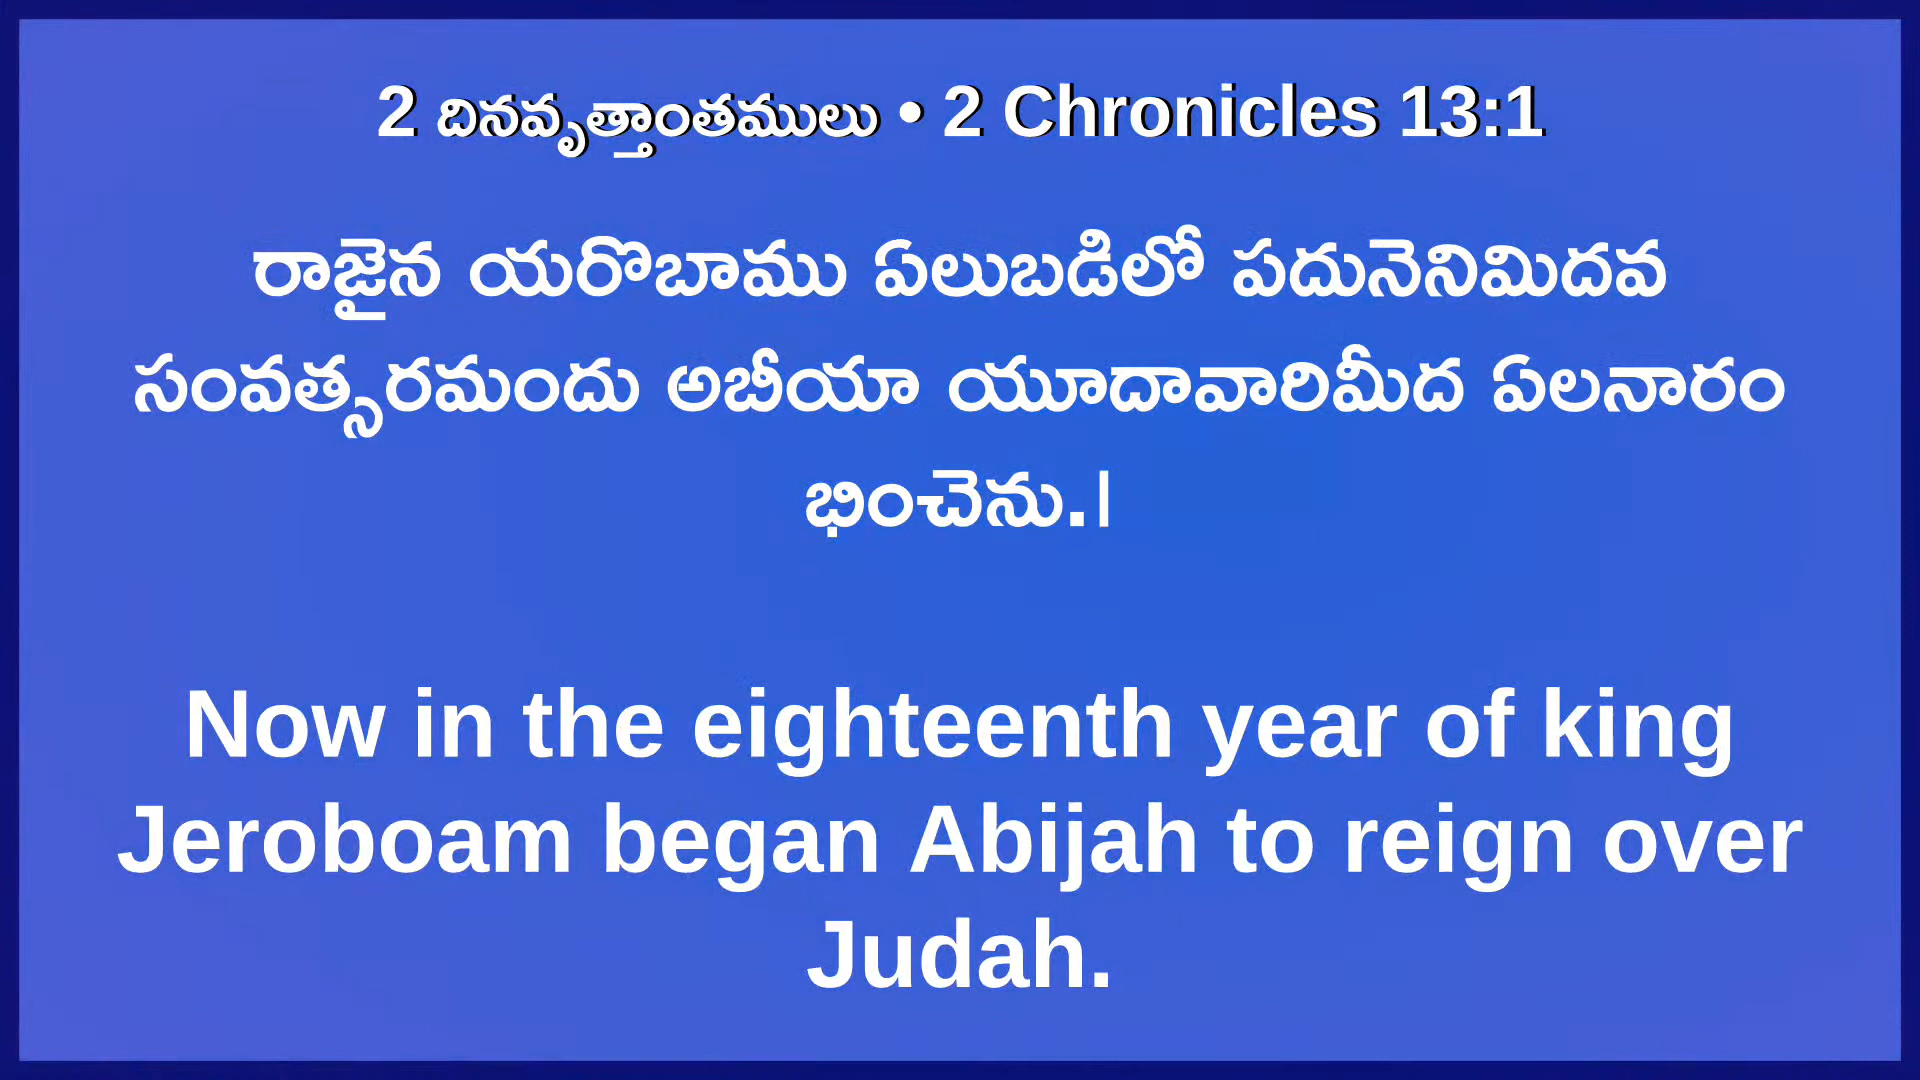 2 దినవృత్తాంతములు • 2 Chronicles 13:1
రాజైన యరొబాము ఏలుబడిలో పదునెనిమిదవ
సంవత్సరమందు అబీయా యూదావారిమీద ఏలనారం
భించెను.|
Now in the eighteenth year of king
Jeroboam began Abijah to reign over
Judah.